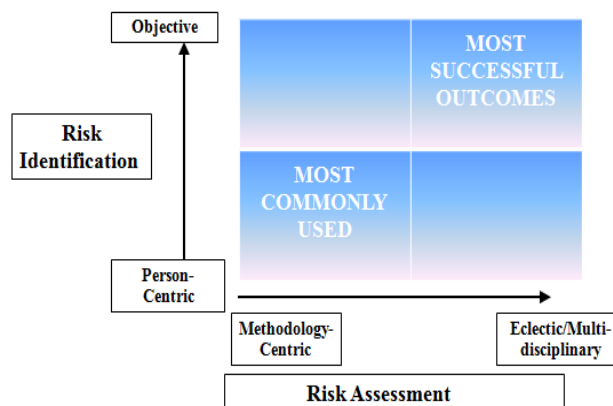 Objective
MOST
SUCCESSFUL
OUTCOMES
Risk
Identification
MOST
COMMONLY
USED
Person-
Centric
Methodology-
Centric
Eclectic/Multi-
disciplinary
Risk Assessment